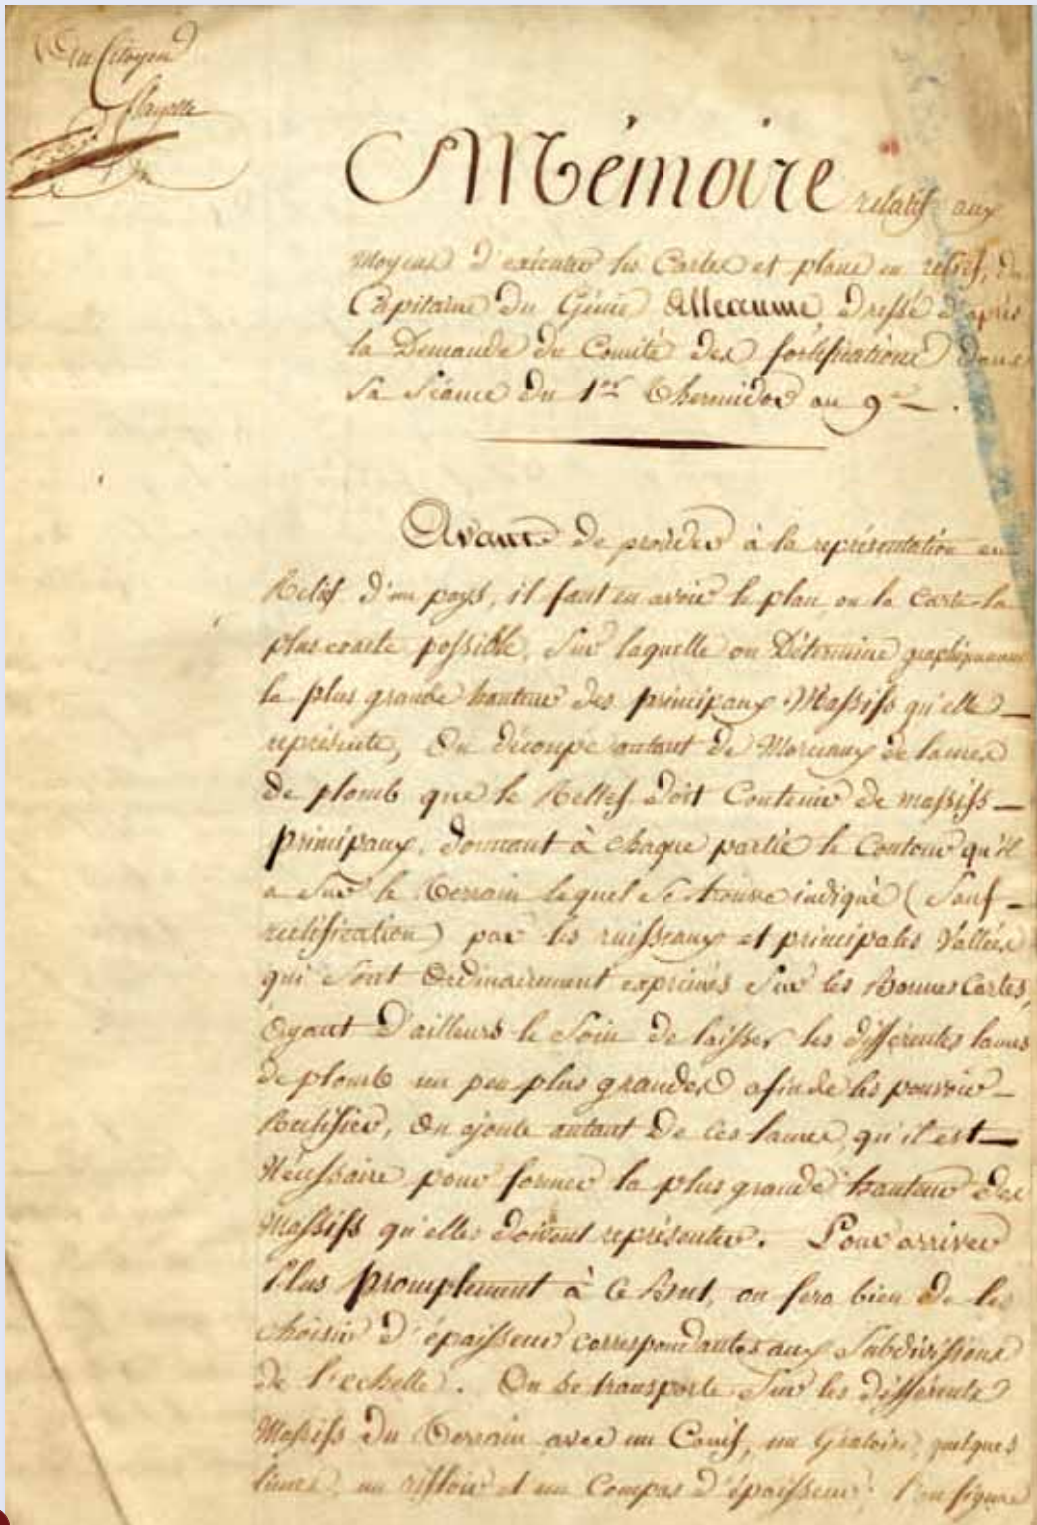 Du Citoyen
Mémoire relatif aux
moyens d'exécuter les Cartes et plans en relief, du
Capitaine du Génie Alleaume, dressé d'après
la Demande du Comité des fortifications dans
Sa Séance du 1er Thermidor an 9e.
Avant de procéder à la représentation en
Relief d'un pays, il faut en avoir le plan ou la Carte la
plus exacte possible, Sur laquelle on Détermine graphiquement
la plus grande hauteur des principaux Massifs qu'elle
représente, On découpe autant de Morceaux de lames
de plomb que le Relief doit Contenir de massifs
principaux, donnant à chaque partie le Contour qu'il
a Sur le Terrain lequel Se trouve indiqué (Sauf
rectification) par les ruisseaux et principales Vallées
qui Sont Ordinairement exprimés Sur les Bonnes Cartes,
Ayant D'ailleurs le Soin de laisser les différentes lames
de plomb un peu plus grandes afin de les pouvoir
Rectifier, On ajoute autant De ces lames qu'il est
Nécessaire pour former la plus grande hauteur des
Massifs qu'elles doivent représenter. Pour arriver
Plus promptement à Ce But, on fera bien de les
choisir d'épaisseurs correspondantes aux Subdivisions
de l'echelle. On se transporte Sur les différents
Massifs Du Terrain avec un Canif, un Gratoir, quelques
limes, un rifloir et un Compas d'épaisseur; l'on figure